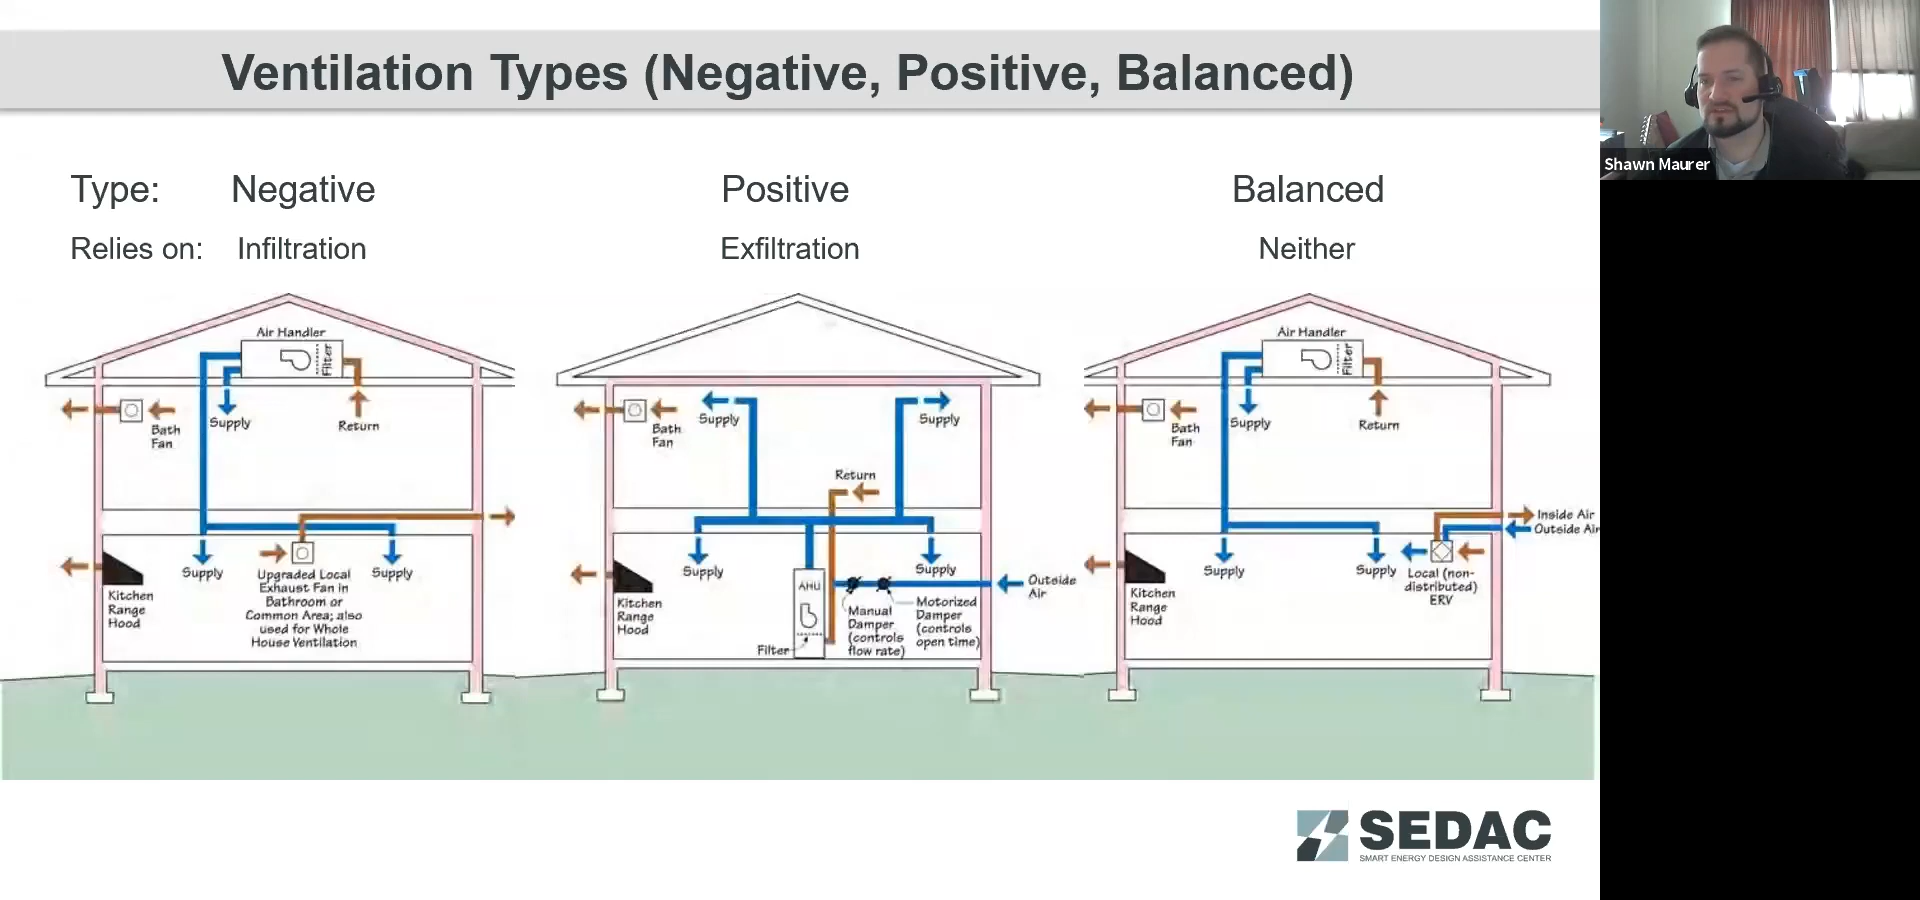 Ventilation Types (Negative, Positive, Balanced)
Shawn Maurer
Type: Negative Positive Balanced
Relies on: Infiltration Exfiltration Neither
Air Handler
Filter
Supply
Return
Bath
Fan
Supply
Upgraded Local
Exhaust Fan in
Bathroom or
Common Area; also
used for Whole
House Ventilation
Supply
Kitchen
Range
Hood
Bath
Fan
Supply
Supply
Return
Supply
Supply
AHU
Outside
Air
Kitchen
Range
Hood
Manual
Damper
(controls
flow rate)
Motorized
Damper
(controls
open time)
Filter
Air Handler
Filter
Supply
Return
Bath
Fan
Inside Air
Outside Air
Supply
Supply
Local (non-
distributed)
ERV
Kitchen
Range
Hood
SEDAC
SMART ENERGY DESIGN ASSISTANCE CENTER